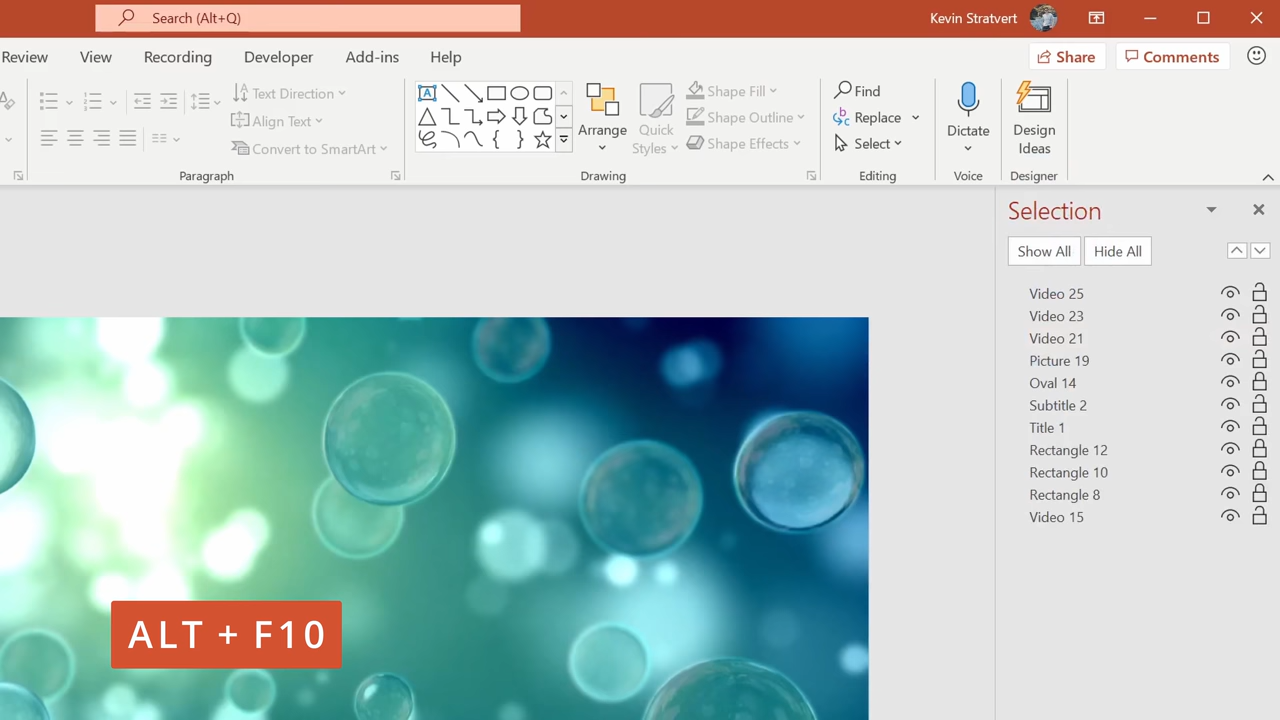 Search (Alt+Q)
Kevin Stratvert
Review
View
Recording
Developer
Add-ins
Help
Share
Comments
Text Direction
Align Text
Convert to SmartArt
Paragraph
Arrange
Quick
Styles
Shape Fill
Shape Outline
Shape Effects
Drawing
Find
Replace
Select
Editing
Dictate
Voice
Design
Ideas
Designer
Selection
Show All
Hide All
Video 25
Video 23
Video 21
Picture 19
Oval 14
Subtitle 2
Title 1
Rectangle 12
Rectangle 10
Rectangle 8
Video 15
ALT + F10